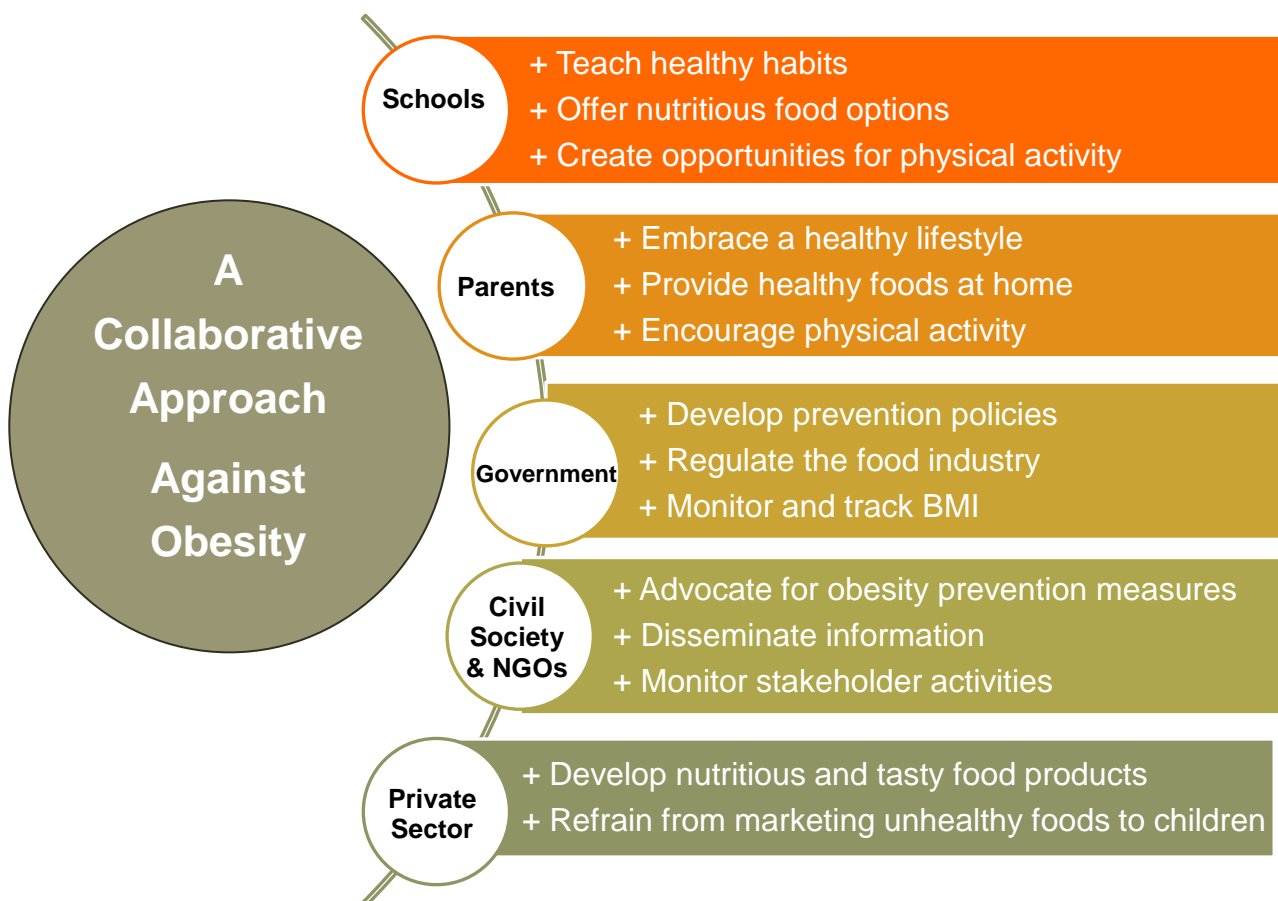 A
Collaborative
Approach
Against
Obesity
Schools
+ Teach healthy habits
+ Offer nutritious food options
+ Create opportunities for physical activity
Parents
+ Embrace a healthy lifestyle
+ Provide healthy foods at home
+ Encourage physical activity
Government
+ Develop prevention policies
+ Regulate the food industry
+ Monitor and track BMI
Civil
Society
& NGOs
+ Advocate for obesity prevention measures
+ Disseminate information
+ Monitor stakeholder activities
Private
Sector
+ Develop nutritious and tasty food products
+ Refrain from marketing unhealthy foods to children